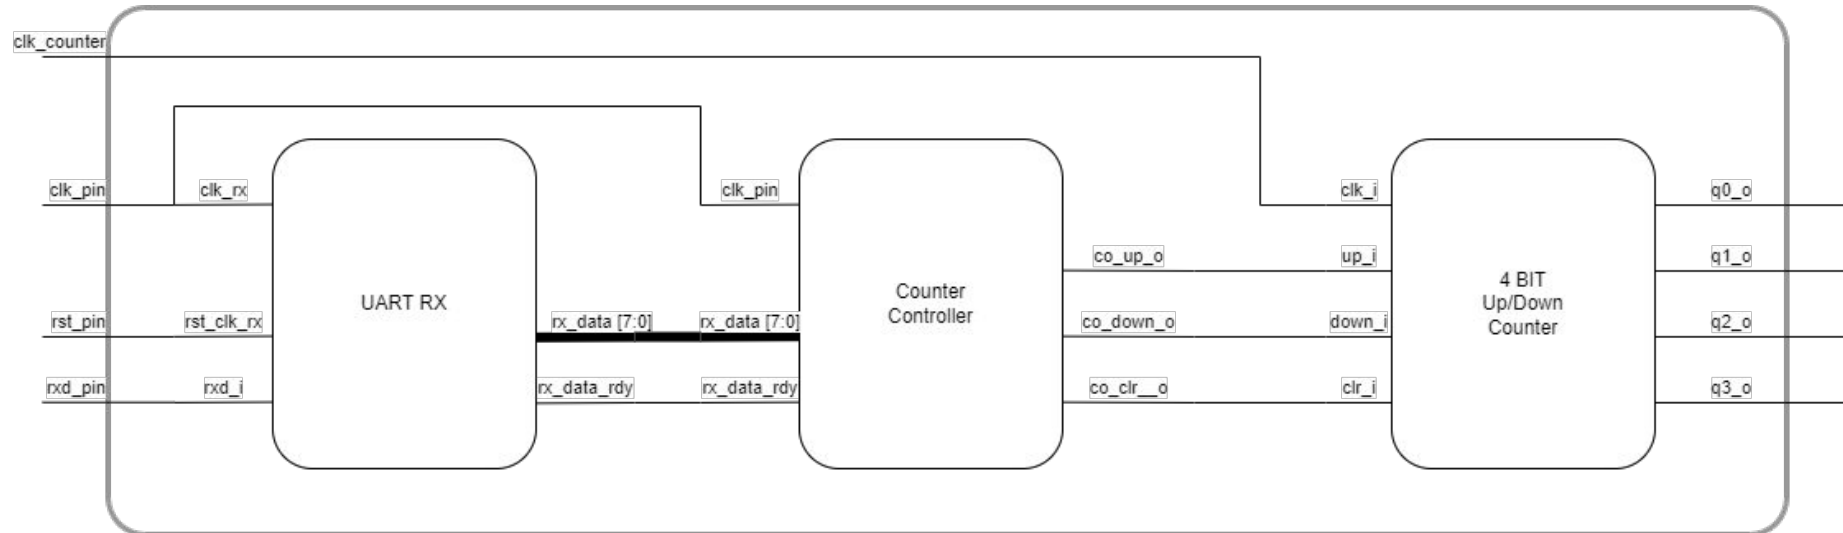 clk_counter
clk_pin
clk_rx
clk_pin
clk_i
q0_o
co_up_o
up_i
q1_o
UART RX
Counter
Controller
4 BIT
Up/Down
Counter
rst_pin
rst_clk_rx
rx_data [7:0]
rx_data [7:0]
co_down_o
down_i
q2_o
rxd_pin
rxd_i
rx_data_rdy
rx_data_rdy
co_clr__o
clr_i
q3_o